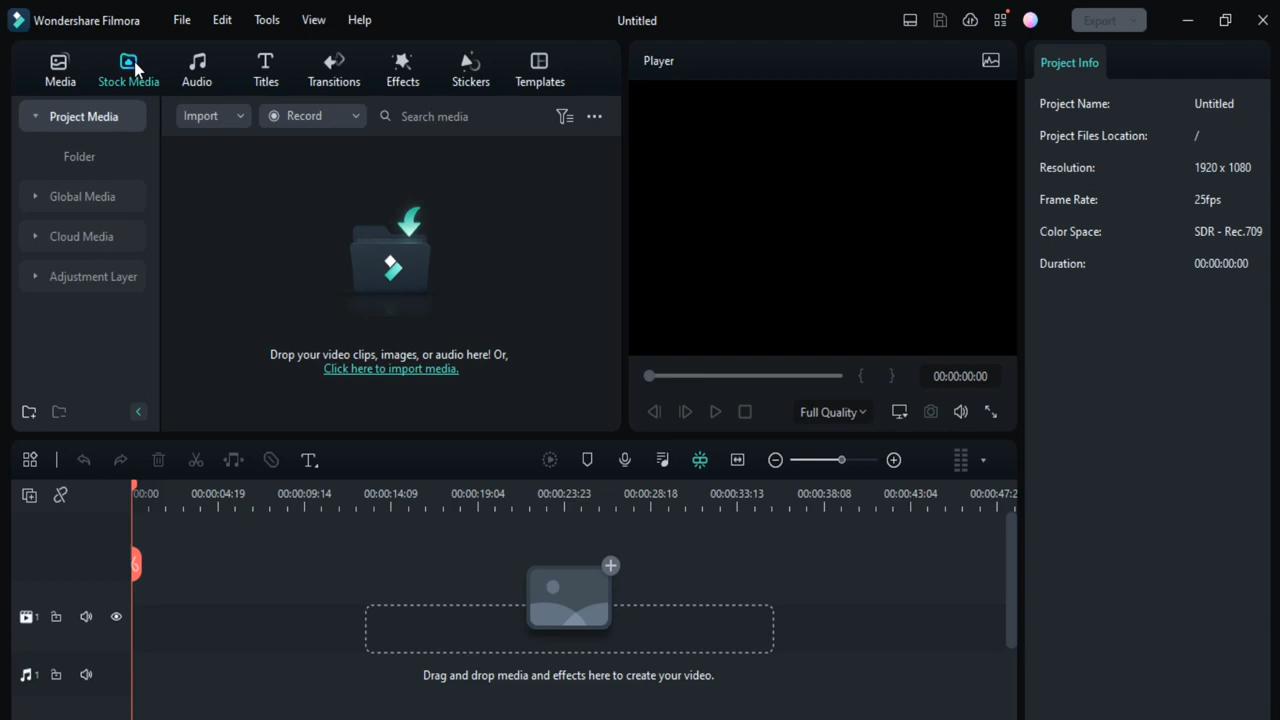 Wondershare Filmora File Edit Tools View Help Untitled Export
Media Stock Media Audio Titles Transitions Effects Stickers Templates
Project Media
Folder
Global Media
Cloud Media
Adjustment Layer
Import Record Search media
Drop your video clips, images, or audio here! Or,
Click here to import media.
Player
00:00:00:00
Full Quality
Project Info
Project Name: Untitled
Project Files Location: /
Resolution: 1920 x 1080
Frame Rate: 25fps
Color Space: SDR - Rec.709
Duration: 00:00:00:00
00:00 00:00:04:19 00:00:09:14 00:00:14:09 00:00:19:04 00:00:23:23 00:00:28:18 00:00:33:13 00:00:38:08 00:00:43:04 00:00:47:2
1
Drag and drop media and effects here to create your video.
1